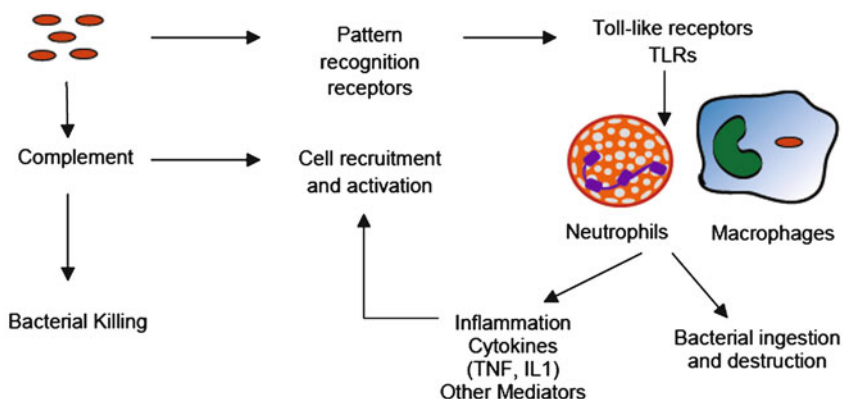 Pattern
recognition
receptors
Toll-like receptors
TLRs
Complement
Cell recruitment
and activation
Neutrophils
Macrophages
Bacterial Killing
Inflammation
Cytokines
(TNF, IL1)
Other Mediators
Bacterial ingestion
and destruction